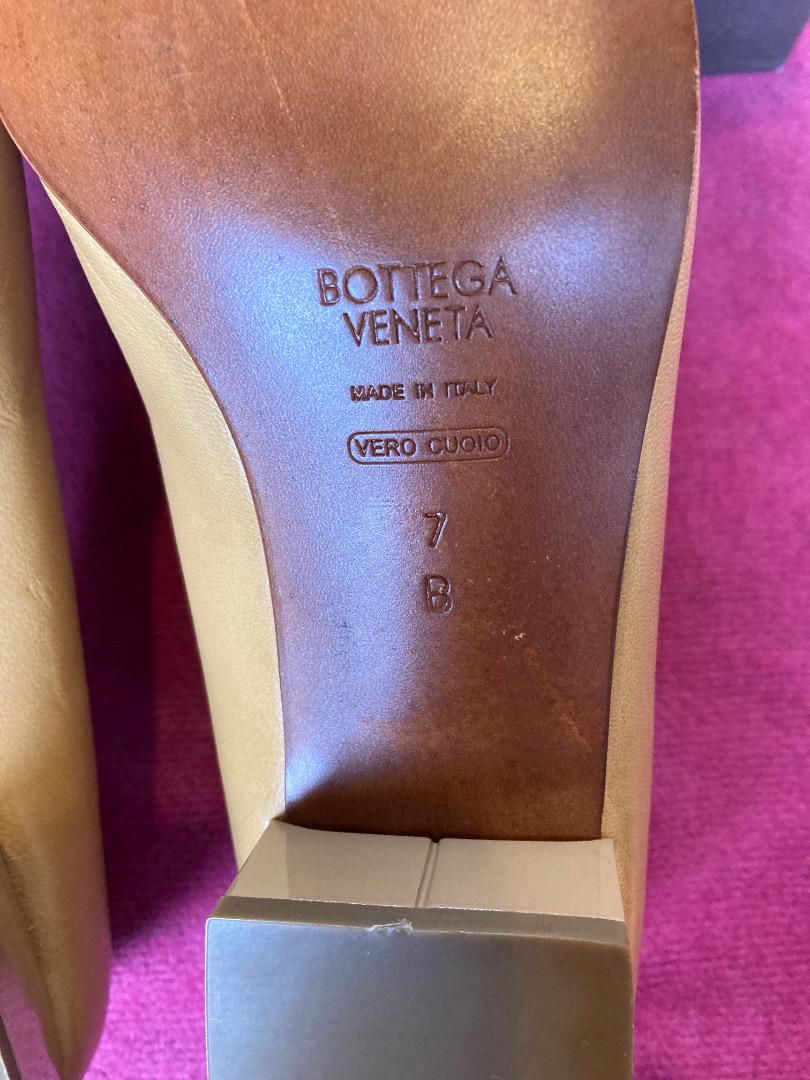 BOTTEGA
VENETA
MADE IN ITALY
VERO CUOIO
7
B